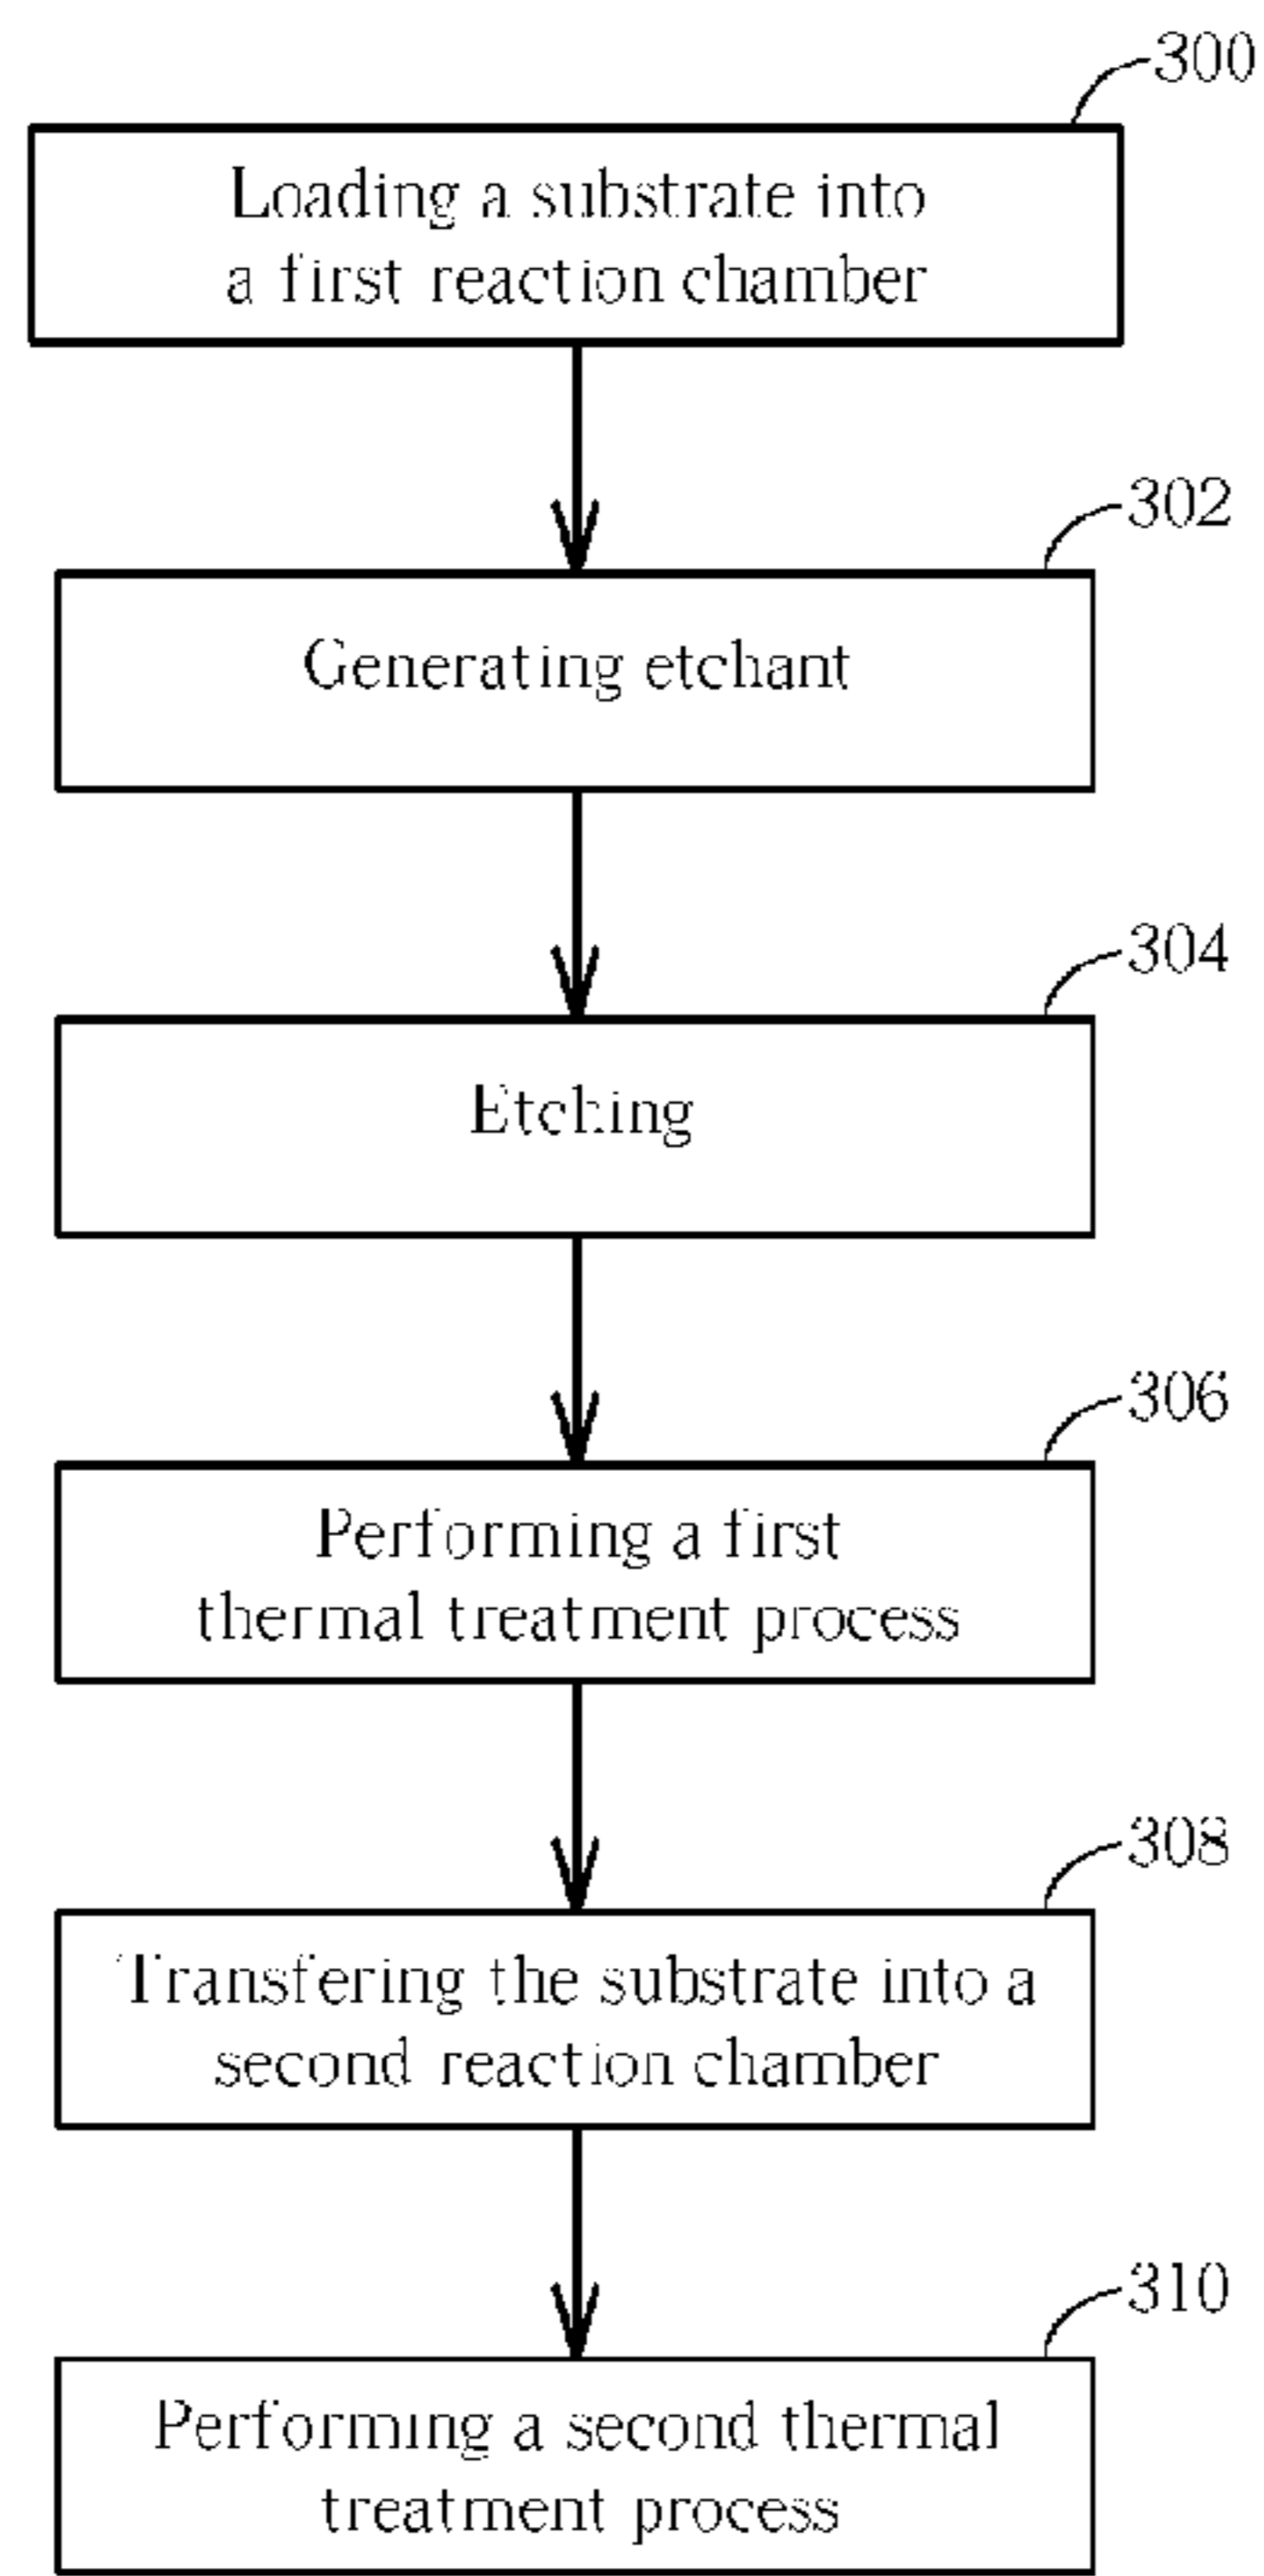 300
Loading a substrate into
a first reaction chamber
302
Generating etchant
304
Etching
306
Performing a first
thermal treatment process
308
Transfering the substrate into a
second reaction chamber
310
Performing a second thermal
treatment process